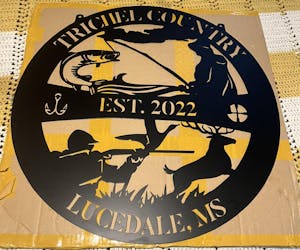 TRICHEL COUNTRY
EST. 2022
LUCEDALE, MS